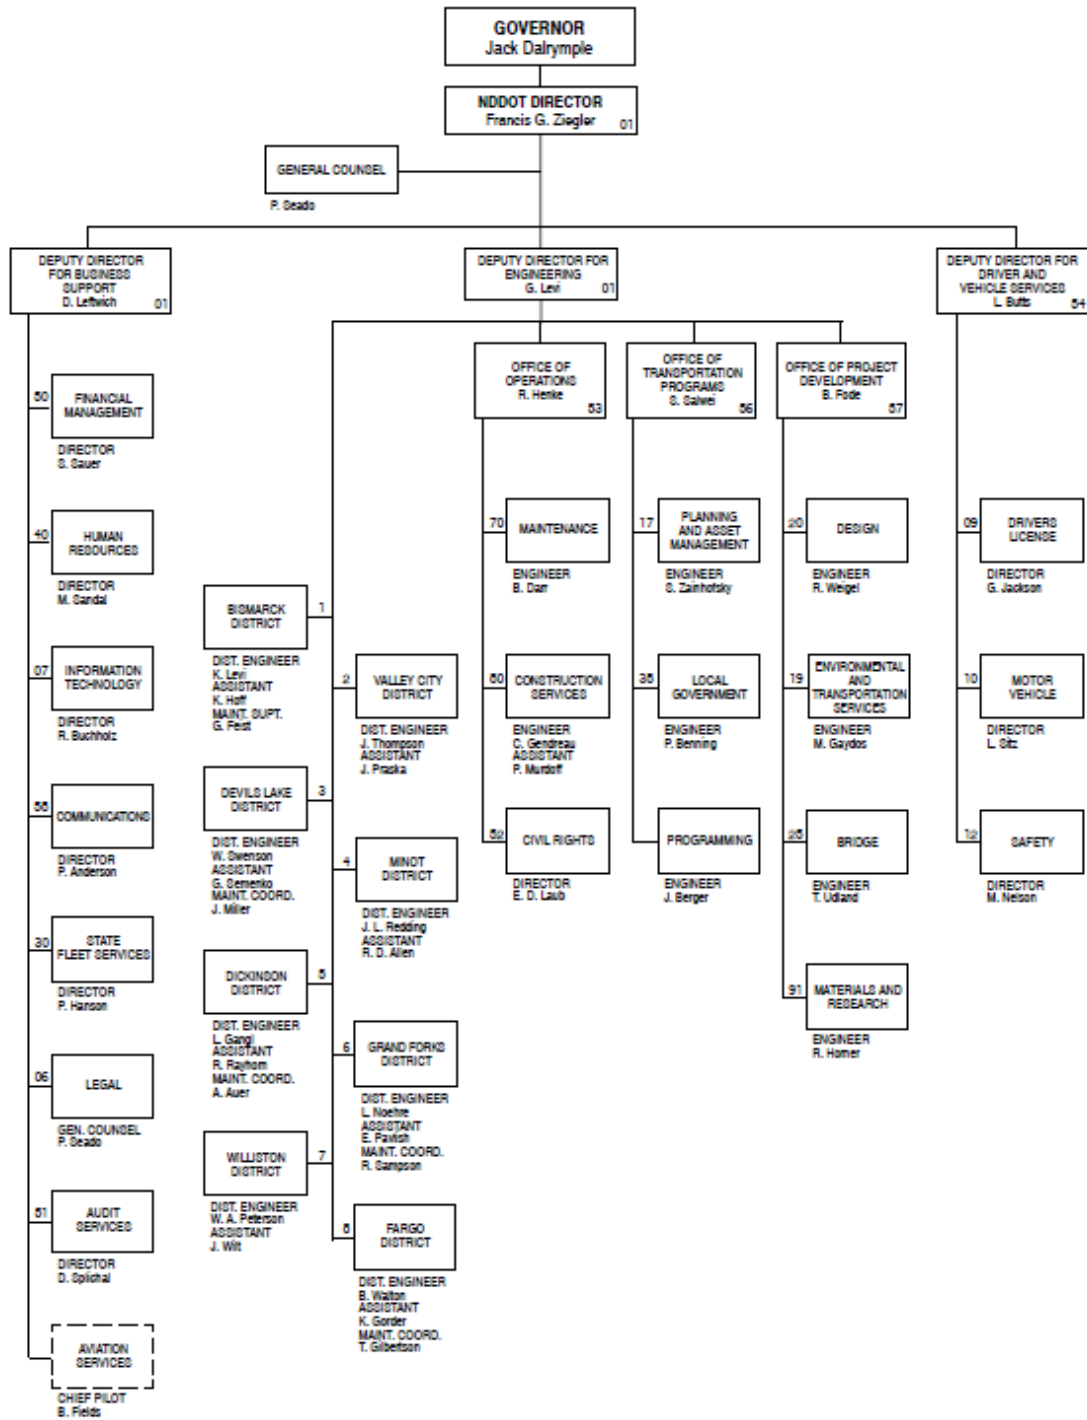 GOVERNOR
Jack Dalrymple
NDDOT DIRECTOR
Francis G. Ziegler
01
GENERAL COUNSEL
P. Seado
DEPUTY DIRECTOR
FOR BUSINESS
SUPPORT
D. Leftwich
01
DEPUTY DIRECTOR FOR
ENGINEERING
G. Levi
01
DEPUTY DIRECTOR FOR
DRIVER AND
VEHICLE SERVICES
L. Butts
54
50
FINANCIAL
MANAGEMENT
DIRECTOR
S. Sauer
40
HUMAN
RESOURCES
DIRECTOR
M. Sandal
07
INFORMATION
TECHNOLOGY
DIRECTOR
R. Buchholz
COMMUNICATIONS
DIRECTOR
P. Anderson
30
STATE
FLEET SERVICES
DIRECTOR
P. Hanson
06
LEGAL
GEN. COUNSEL
P. Seado
51
AUDIT
SERVICES
DIRECTOR
D. Splichal
AVIATION
SERVICES
CHIEF PILOT
B. Fields
1
BISMARCK
DISTRICT
DIST. ENGINEER
K. Levi
ASSISTANT
K. Hoff
MAINT. SUPT.
G. Feist
2
VALLEY CITY
DISTRICT
DIST. ENGINEER
J. Thompson
ASSISTANT
J. Praska
3
DEVILS LAKE
DISTRICT
DIST. ENGINEER
W. Swenson
ASSISTANT
G. Semenko
MAINT. COORD.
J. Miller
4
MINOT
DISTRICT
DIST. ENGINEER
J. L. Redding
ASSISTANT
R. D. Allen
5
DICKINSON
DISTRICT
DIST. ENGINEER
L. Gangl
ASSISTANT
R. Rayhorn
MAINT. COORD.
A. Auer
6
GRAND FORKS
DISTRICT
DIST. ENGINEER
L. Noehre
ASSISTANT
E. Pavlish
MAINT. COORD.
R. Sampson
7
WILLISTON
DISTRICT
DIST. ENGINEER
W. A. Peterson
ASSISTANT
J. Witt
8
FARGO
DISTRICT
DIST. ENGINEER
B. Walton
ASSISTANT
K. Gorder
MAINT. COORD.
T. Gilbertson
OFFICE OF
OPERATIONS
R. Henke
53
70
MAINTENANCE
ENGINEER
B. Darr
CONSTRUCTION
SERVICES
ENGINEER
C. Gendreau
ASSISTANT
P. Murdoff
52
CIVIL RIGHTS
DIRECTOR
E. D. Laub
OFFICE OF
TRANSPORTATION
PROGRAMS
S. Salwei
56
17
PLANNING
AND ASSET
MANAGEMENT
ENGINEER
S. Zainhofsky
LOCAL
GOVERNMENT
ENGINEER
P. Benning
PROGRAMMING
ENGINEER
J. Berger
OFFICE OF PROJECT
DEVELOPMENT
B. Fode
57
20
DESIGN
ENGINEER
R. Weigel
19
ENVIRONMENTAL
AND
TRANSPORTATION
SERVICES
ENGINEER
M. Gaydos
25
BRIDGE
ENGINEER
T. Udland
91
MATERIALS AND
RESEARCH
ENGINEER
R. Horner
09
DRIVERS
LICENSE
DIRECTOR
G. Jackson
10
MOTOR
VEHICLE
DIRECTOR
L. Sitz
12
SAFETY
DIRECTOR
M. Nelson